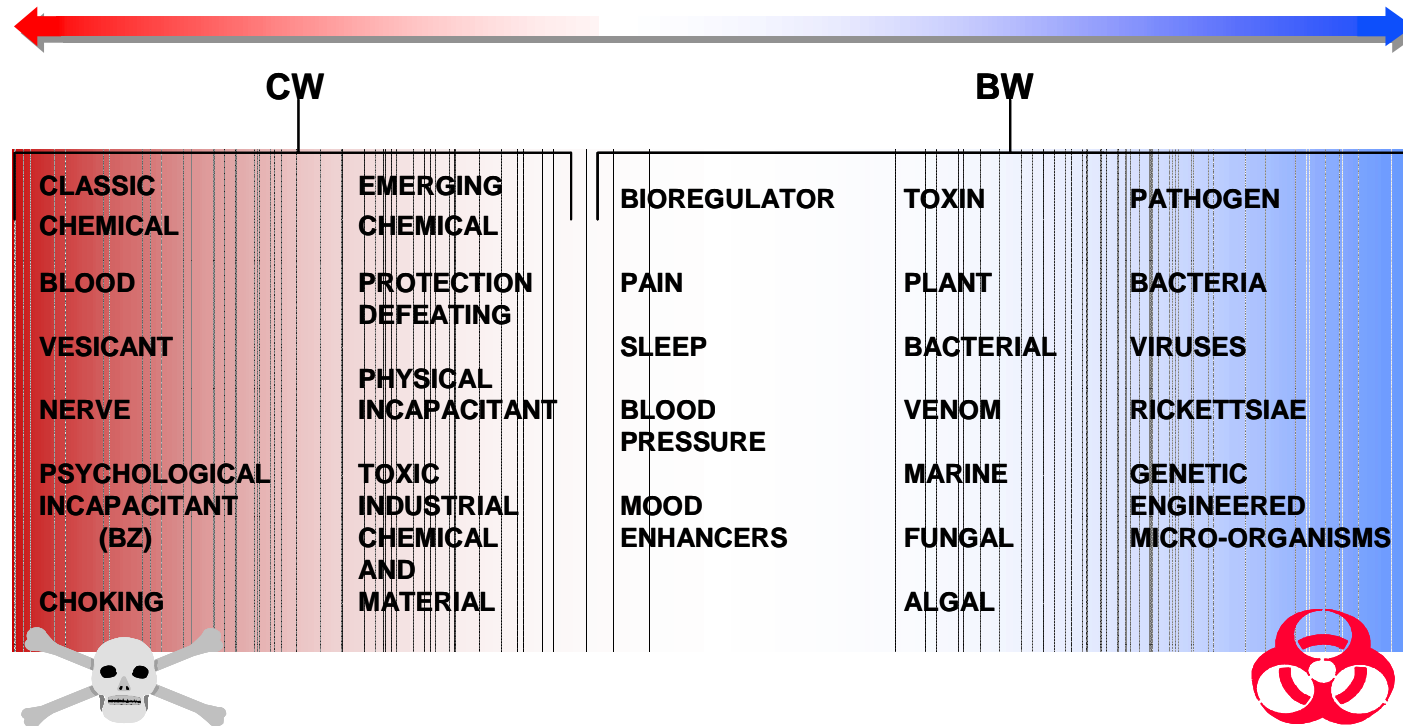 CW
BW
CLASSIC
CHEMICAL
BLOOD
VESICANT
NERVE
PSYCHOLOGICAL
INCAPACITANT
(BZ)
CHOKING
EMERGING
CHEMICAL
PROTECTION
DEFEATING
PHYSICAL
INCAPACITANT
TOXIC
INDUSTRIAL
CHEMICAL
AND
MATERIAL
BIOREGULATOR
PAIN
SLEEP
BLOOD
PRESSURE
MOOD
ENHANCERS
TOXIN
PLANT
BACTERIAL
VENOM
MARINE
FUNGAL
ALGAL
PATHOGEN
BACTERIA
VIRUSES
RICKETTSIAE
GENETIC
ENGINEERED
MICRO-ORGANISMS